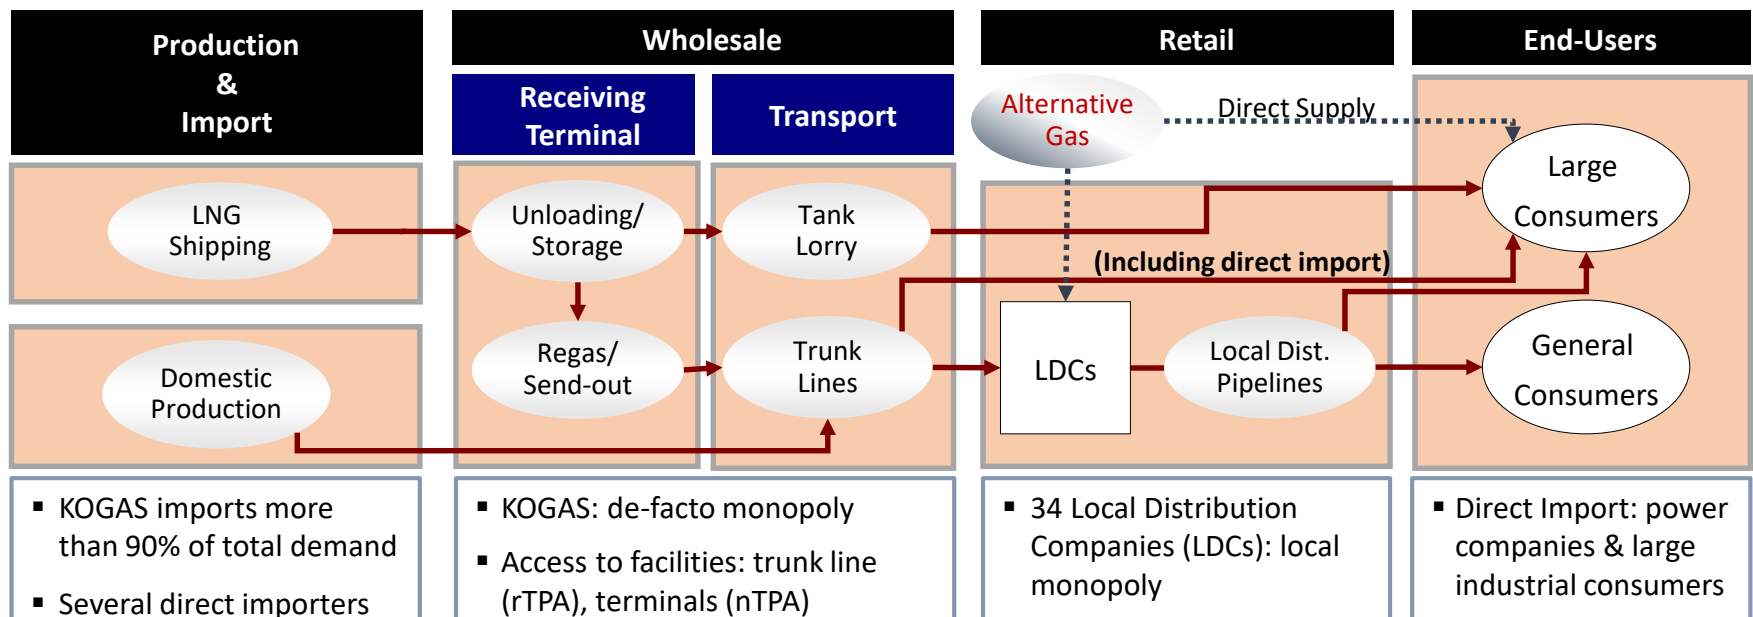 Production
&
Import
Wholesale
Retail
End-Users
Receiving
Terminal
Transport
Alternative
Gas
Direct Supply
LNG
Shipping
Unloading/
Storage
Tank
Lorry
Large
Consumers
(Including direct import)
Domestic
Production
Regas/
Send-out
Trunk
Lines
LDCs
Local Dist.
Pipelines
General
Consumers
▪ KOGAS imports more
than 90% of total demand
▪ Several direct importers
▪ KOGAS: de-facto monopoly
▪ Access to facilities: trunk line
(rTPA), terminals (nTPA)
▪ 34 Local Distribution
Companies (LDCs): local
monopoly
▪ Direct Import: power
companies & large
industrial consumers